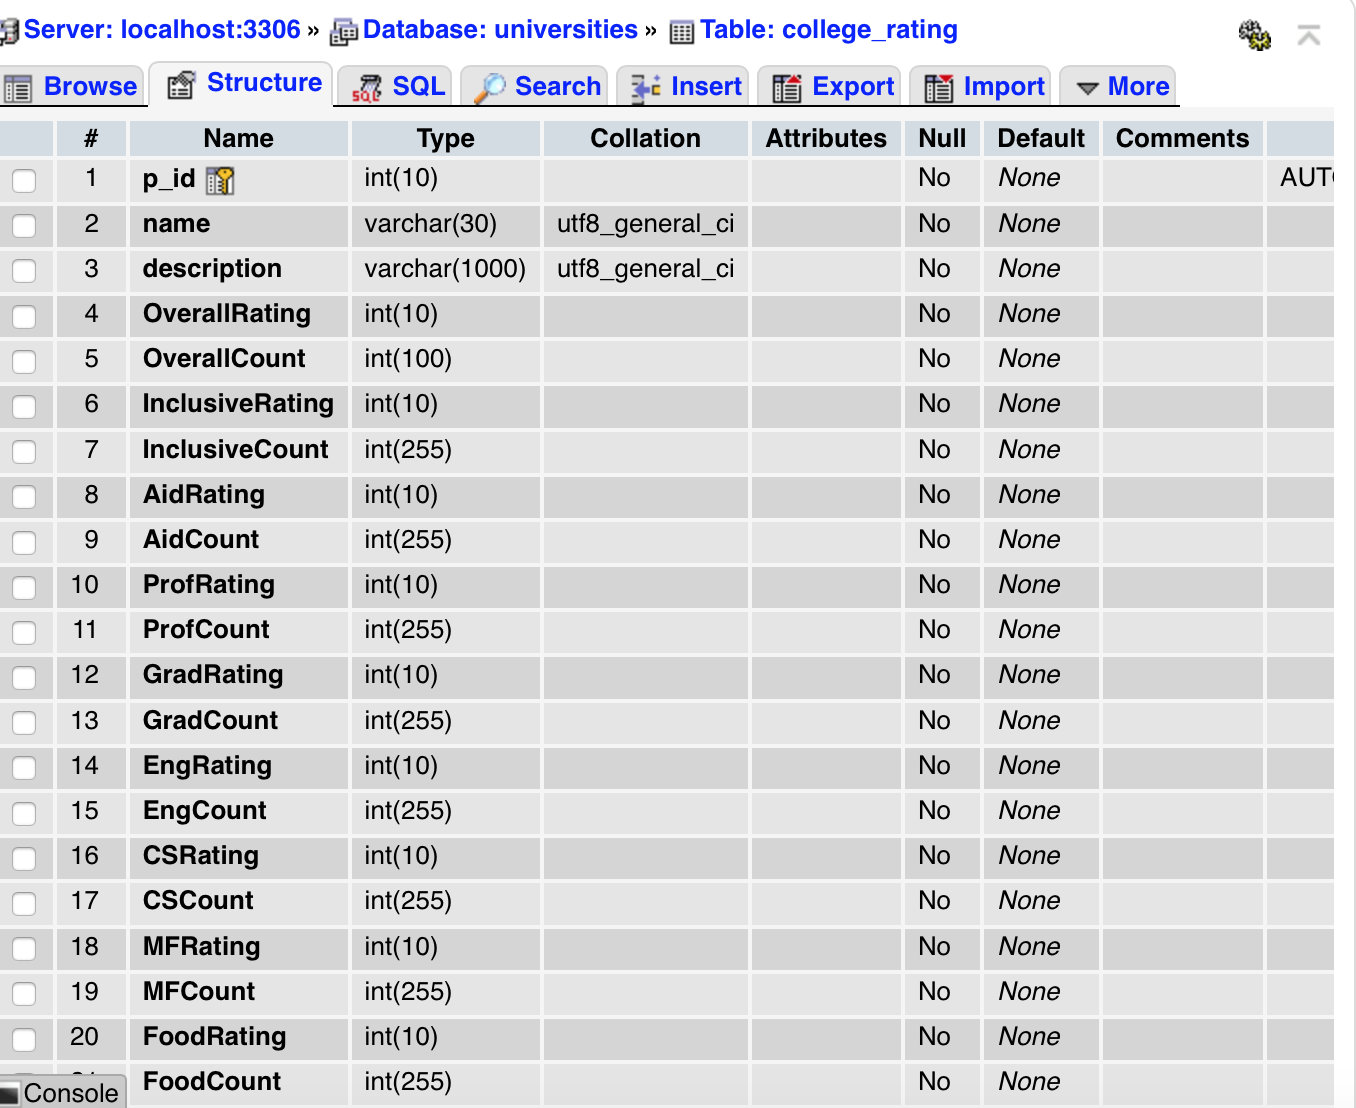 Server: localhost:3306 » Database: universities » Table: college_rating
Browse Structure SQL Search Insert Export Import More
# Name Type Collation Attributes Null Default Comments
1 p_id int(10) No None
2 name varchar(30) utf8_general_ci No None
3 description varchar(1000) utf8_general_ci No None
4 OverallRating int(10) No None
5 OverallCount int(100) No None
6 InclusiveRating int(10) No None
7 InclusiveCount int(255) No None
8 AidRating int(10) No None
9 AidCount int(255) No None
10 ProfRating int(10) No None
11 ProfCount int(255) No None
12 GradRating int(10) No None
13 GradCount int(255) No None
14 EngRating int(10) No None
15 EngCount int(255) No None
16 CSRating int(10) No None
17 CSCount int(255) No None
18 MFRating int(10) No None
19 MFCount int(255) No None
20 FoodRating int(10) No None
FoodCount int(255) No None
Console